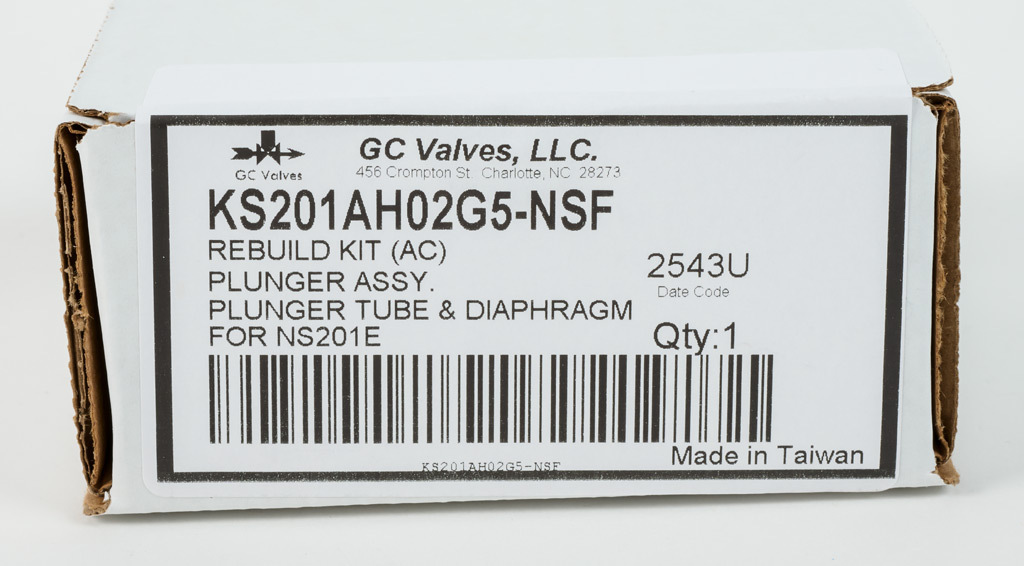 GC Valves
GC Valves, LLC.
456 Crompton St. Charlotte, NC 28273
KS201AH02G5-NSF
REBUILD KIT (AC)
PLUNGER ASSY.
PLUNGER TUBE & DIAPHRAGM
FOR NS201E
2543U
Date Code
Qty:1
KS201AH02G5-NSF
Made in Taiwan